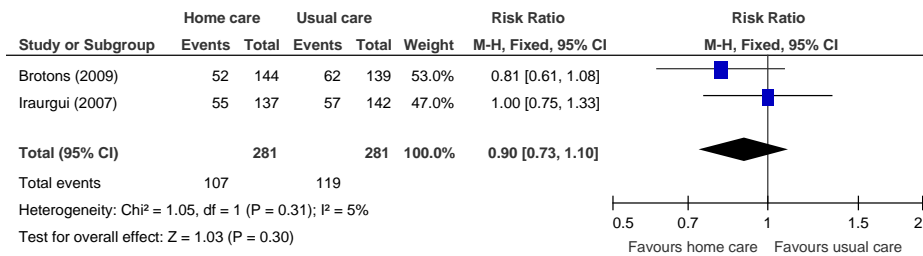 Home care Usual care Risk Ratio Risk Ratio
Study or Subgroup Events Total Events Total Weight M-H, Fixed, 95% CI M-H, Fixed, 95% CI
Brotons (2009) 52 144 62 139 53.0% 0.81 [0.61, 1.08]
Iraurgui (2007) 55 137 57 142 47.0% 1.00 [0.75, 1.33]
Total (95% CI) 281 281 100.0% 0.90 [0.73, 1.10]
Total events 107 119
Heterogeneity: Chi² = 1.05, df = 1 (P = 0.31); I² = 5%
Test for overall effect: Z = 1.03 (P = 0.30)
0.5 0.7 1 1.5 2
Favours home care Favours usual care